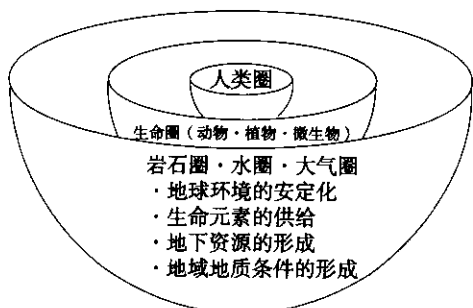 人类圈
生命圈（动物·植物·微生物）
岩石圈·水圈·大气圈
·地球环境的安定化
·生命元素的供给
·地下资源的形成
·地域地质条件的形成